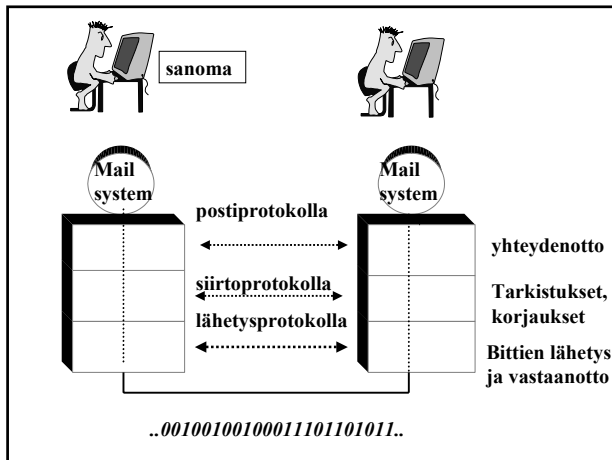 sanoma
Mail
system
Mail
system
postiprotokolla
yhteydenotto
siirtoprotokolla
Tarkistukset,
korjaukset
lähetysprotokolla
Bittien lähetys
ja vastaanotto
..00100100100011101101011..